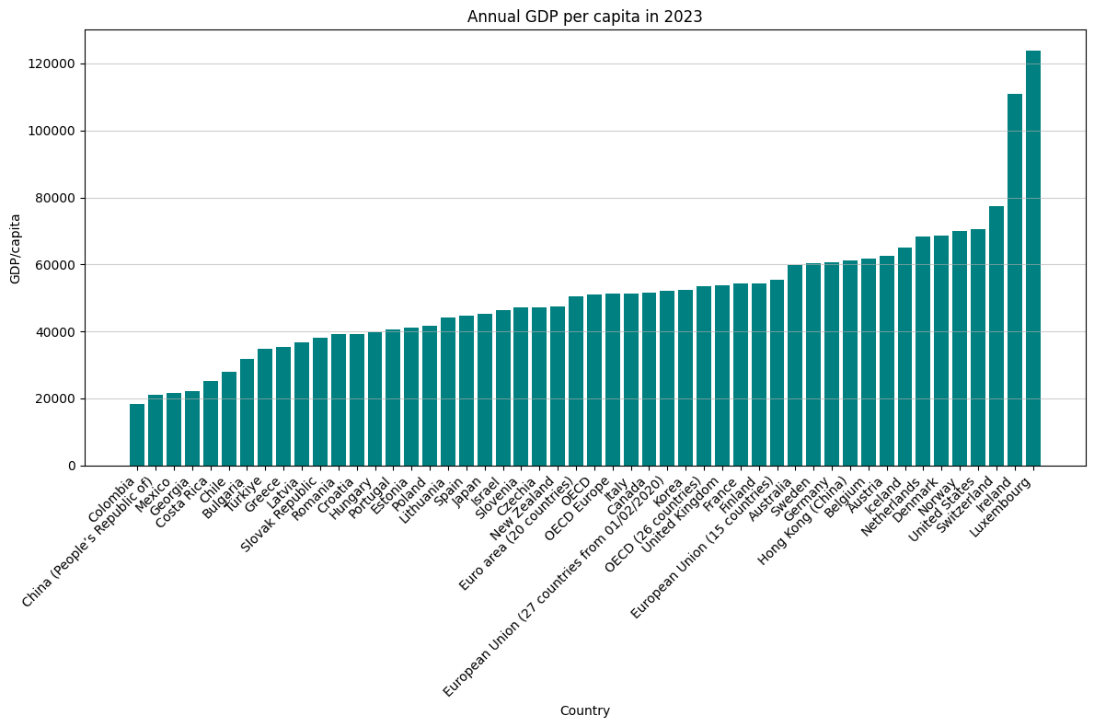 Annual GDP per capita in 2023
GDP/capita
120000
100000
80000
60000
40000
20000
0
Colombia
China (People's Republic of)
Mexico
Georgia
Costa Rica
Chile
Bulgaria
Türkiye
Greece
Latvia
Slovak Republic
Romania
Croatia
Hungary
Portugal
Estonia
Poland
Lithuania
Spain
Japan
Israel
Slovenia
Czechia
New Zealand
Euro area (20 countries)
OECD
OECD Europe
Italy
Canada
European Union (27 countries from 01/02/2020)
Korea
OECD (26 countries)
United Kingdom
France
Finland
European Union (15 countries)
Australia
Sweden
Germany
Hong Kong (China)
Belgium
Austria
Iceland
Netherlands
Denmark
Norway
United States
Switzerland
Ireland
Luxembourg
Country